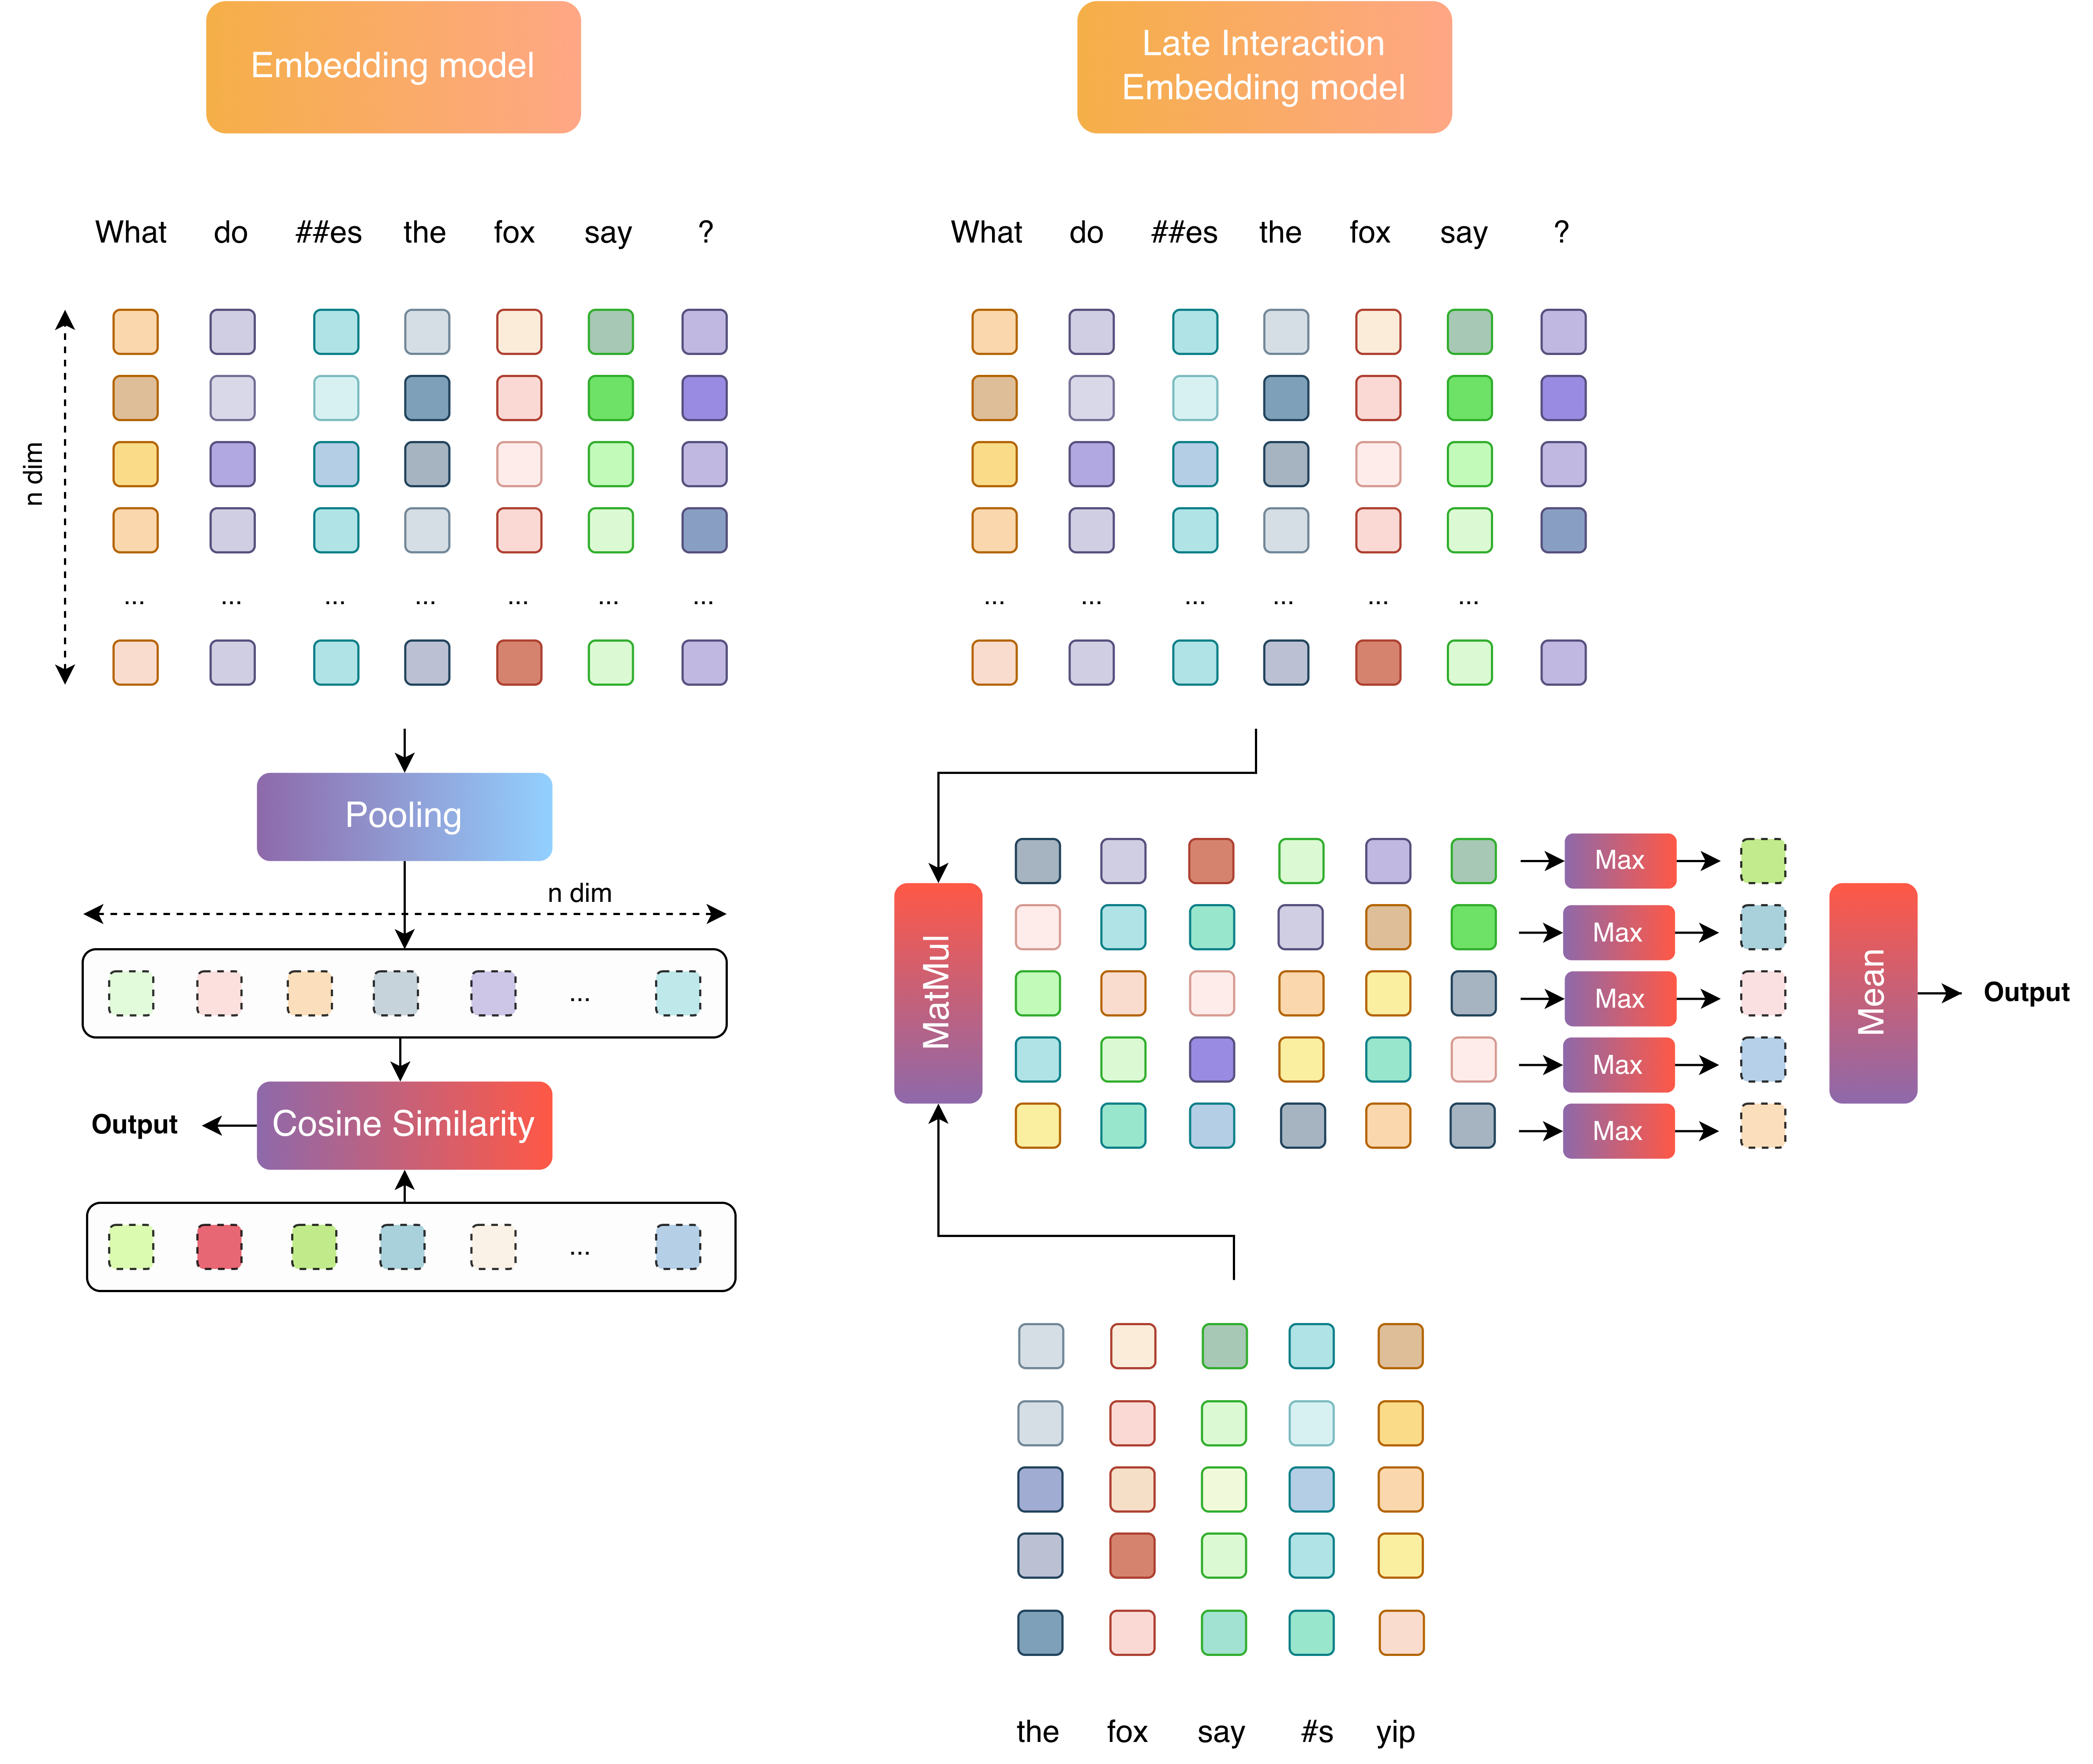 Embedding model
What do ##es the fox say ?
n dim
... ... ... ... ... ... ...
Pooling
n dim
...
Cosine Similarity
Output
...
Late Interaction
Embedding model
What do ##es the fox say ?
... ... ... ... ... ...
MatMul
Max
Max
Max
Max
Max
Mean
Output
the fox say #s yip